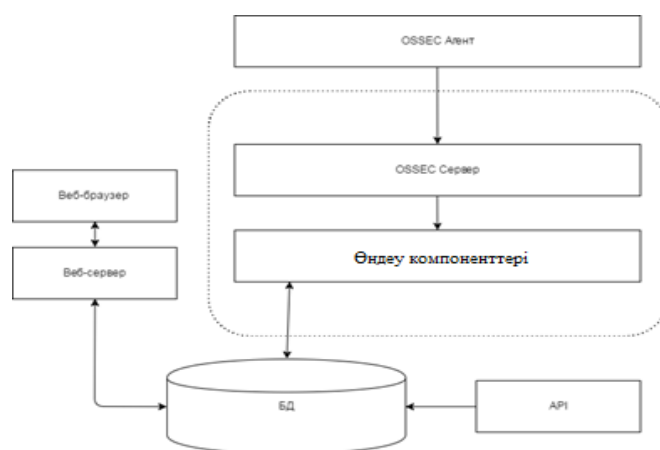 OSSEC Агент
OSSEC Сервер
Веб-браузер
Өңдеу компоненттері
Веб-сервер
БД
API